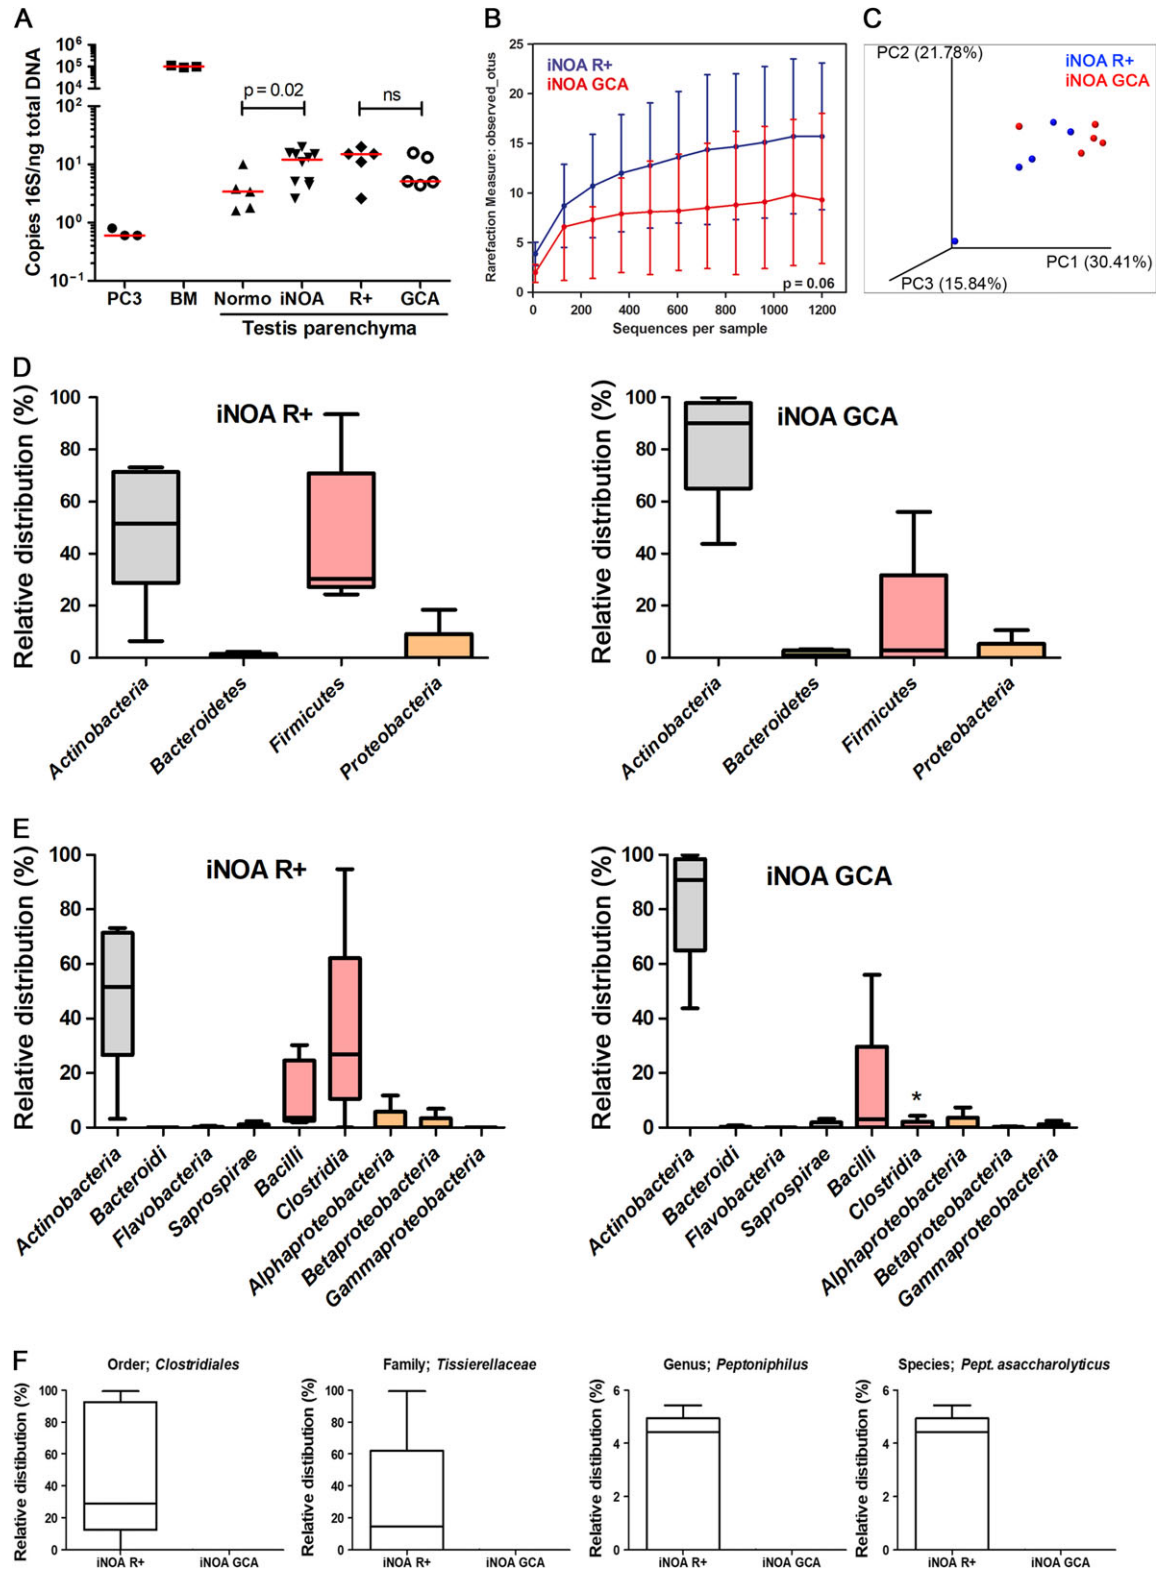 A
Copies 16S/ng total DNA
10⁶
10⁵
10⁴
10²
10¹
10⁰
10⁻¹
p = 0.02
ns
PC3 BM Normo iNOA R+ GCA
Testis parenchyma
B
Rarefaction Measure: observed_otus
25
20
15
10
5
0
iNOA R+
iNOA GCA
p = 0.06
0 200 400 600 800 1000 1200
Sequences per sample
C
PC2 (21.78%)
iNOA R+
iNOA GCA
PC1 (30.41%)
PC3 (15.84%)
D
Relative distribution (%)
100
80
60
40
20
0
iNOA R+
Actinobacteria
Bacteroidetes
Firmicutes
Proteobacteria
Relative distribution (%)
100
80
60
40
20
0
iNOA GCA
Actinobacteria
Bacteroidetes
Firmicutes
Proteobacteria
E
Relative distribution (%)
100
80
60
40
20
0
iNOA R+
Actinobacteria
Bacteroidi
Flavobacteria
Saprospirae
Bacilli
Clostridia
Alphaproteobacteria
Betaproteobacteria
Gammaproteobacteria
Relative distribution (%)
100
80
60
40
20
0
iNOA GCA
*
Actinobacteria
Bacteroidi
Flavobacteria
Saprospirae
Bacilli
Clostridia
Alphaproteobacteria
Betaproteobacteria
Gammaproteobacteria
F
Order; Clostridiales
Relative distibution (%)
100
80
60
40
20
0
iNOA R+ iNOA GCA
Family; Tissierellaceae
Relative distibution (%)
100
80
60
40
20
0
iNOA R+ iNOA GCA
Genus; Peptoniphilus
Relative distibution (%)
6
4
2
0
iNOA R+ iNOA GCA
Species; Pept. asaccharolyticus
Relative distibution (%)
6
4
2
0
iNOA R+ iNOA GCA